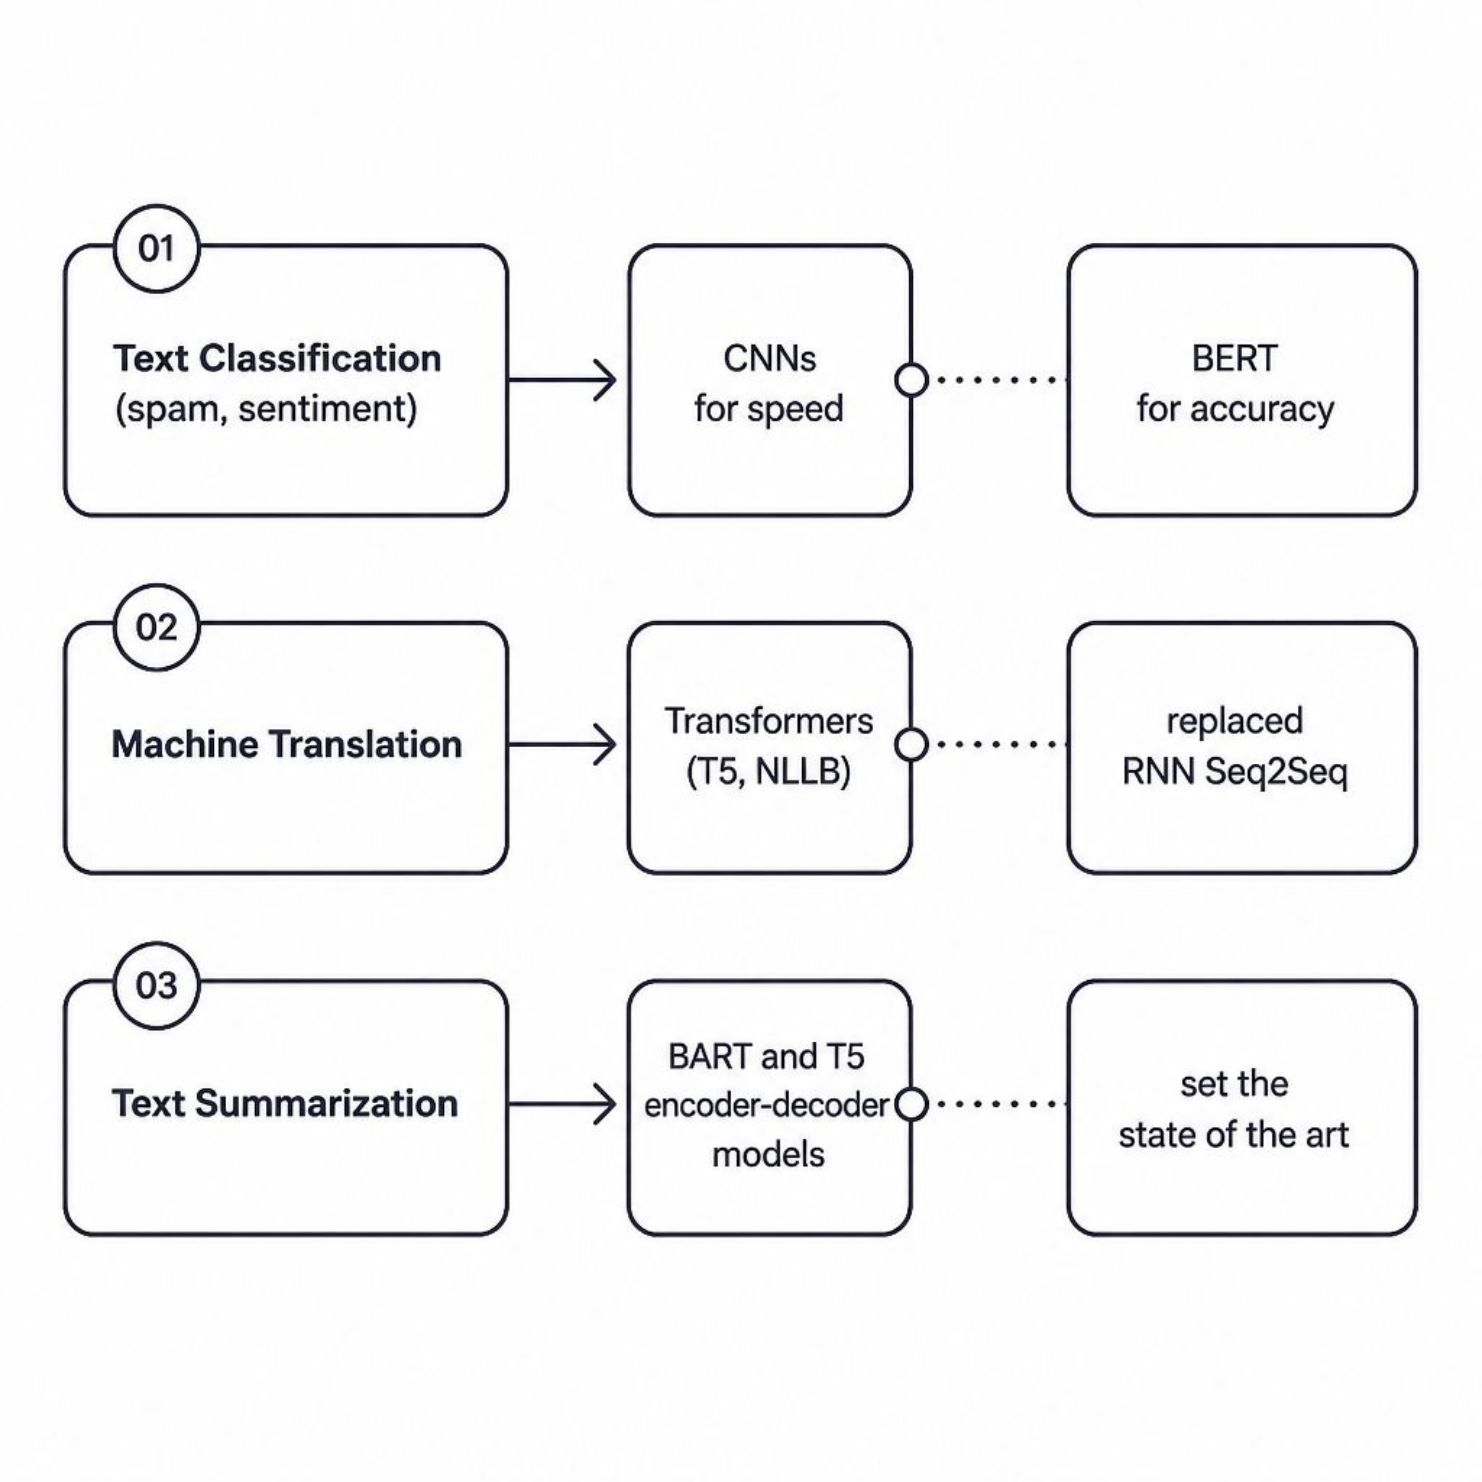 01
Text Classification
(spam, sentiment)
CNNs
for speed
BERT
for accuracy
02
Machine Translation
Transformers
(T5, NLLB)
replaced
RNN Seq2Seq
03
Text Summarization
BART and T5
encoder-decoder
models
set the
state of the art